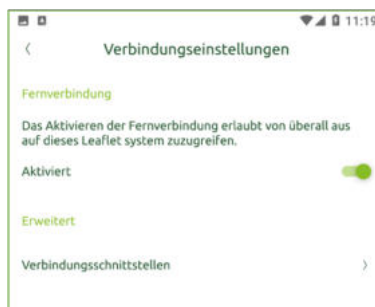 11:19
Verbindungseinstellungen
Fernverbindung
Das Aktivieren der Fernverbindung erlaubt von überall aus
auf dieses Leaflet system zuzugreifen.
Aktiviert
Erweitert
Verbindungsschnittstellen